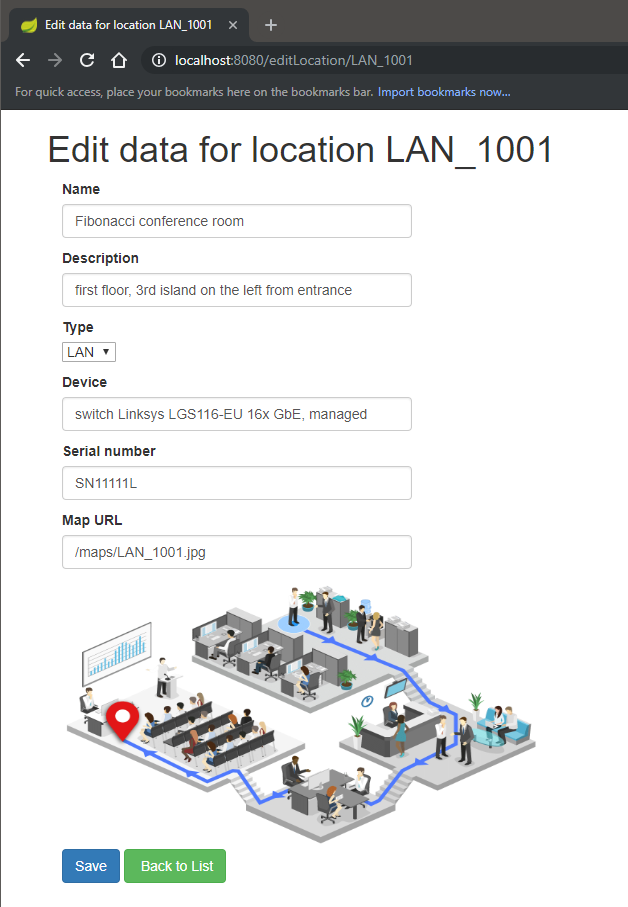 Edit data for location LAN_1001
localhost:8080/editLocation/LAN_1001
For quick access, place your bookmarks here on the bookmarks bar. Import bookmarks now...
Edit data for location LAN_1001
Name
Fibonacci conference room
Description
first floor, 3rd island on the left from entrance
Type
LAN
Device
switch Linksys LGS116-EU 16x GbE, managed
Serial number
SN11111L
Map URL
/maps/LAN_1001.jpg
Save
Back to List